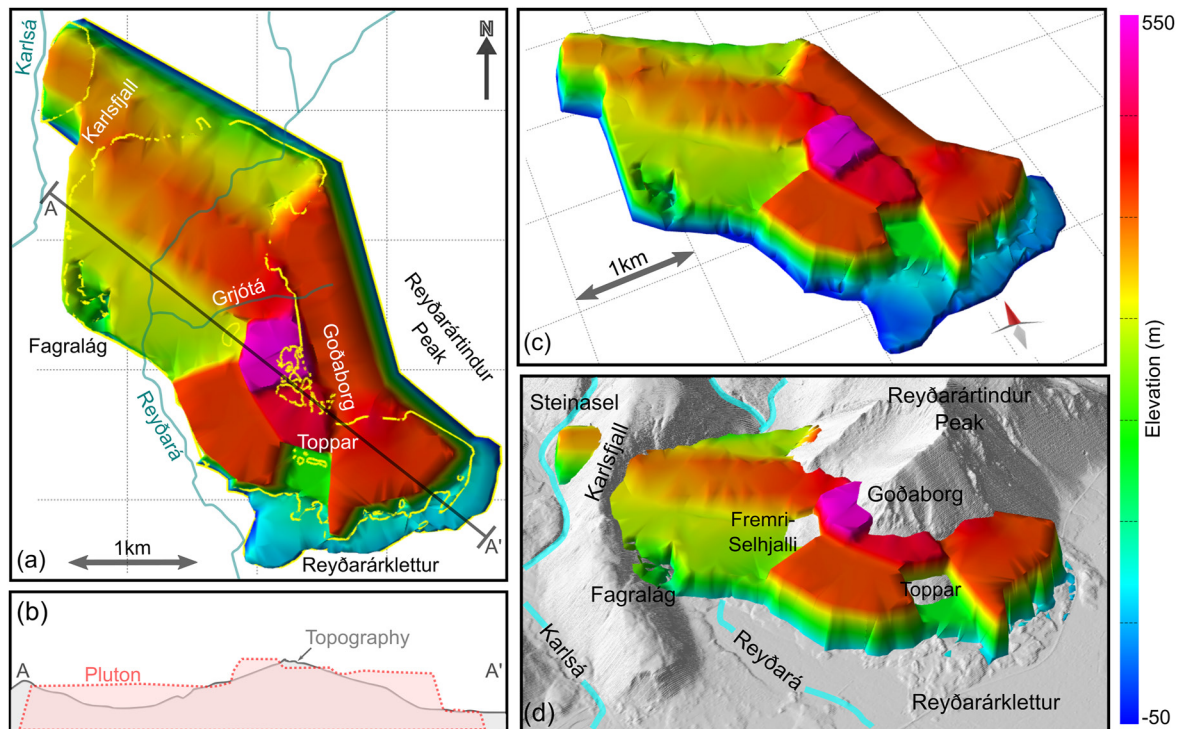 Karlsá
Karlsfjall
N
A
Grjótá
Goðaborg
Reyðarártindur
Peak
Fagralág
Reyðará
Toppar
A'
1km
Reyðarárklettur
(a)
(b)
Topography
A
Pluton
A'
1km
(c)
Steinasel
Karlsfjall
Reyðarártindur
Peak
Goðaborg
Fremri-
Selhjalli
Fagralág
Toppar
Karlsá
Reyðará
Reyðarárklettur
(d)
550
Elevation (m)
-50